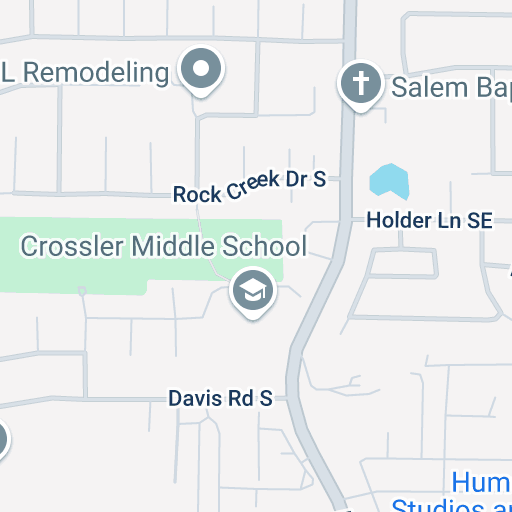 L Remodeling
Salem Bap
Rock Creek Dr S
Holder Ln SE
Crossler Middle School
Davis Rd S
Hum
Studios a